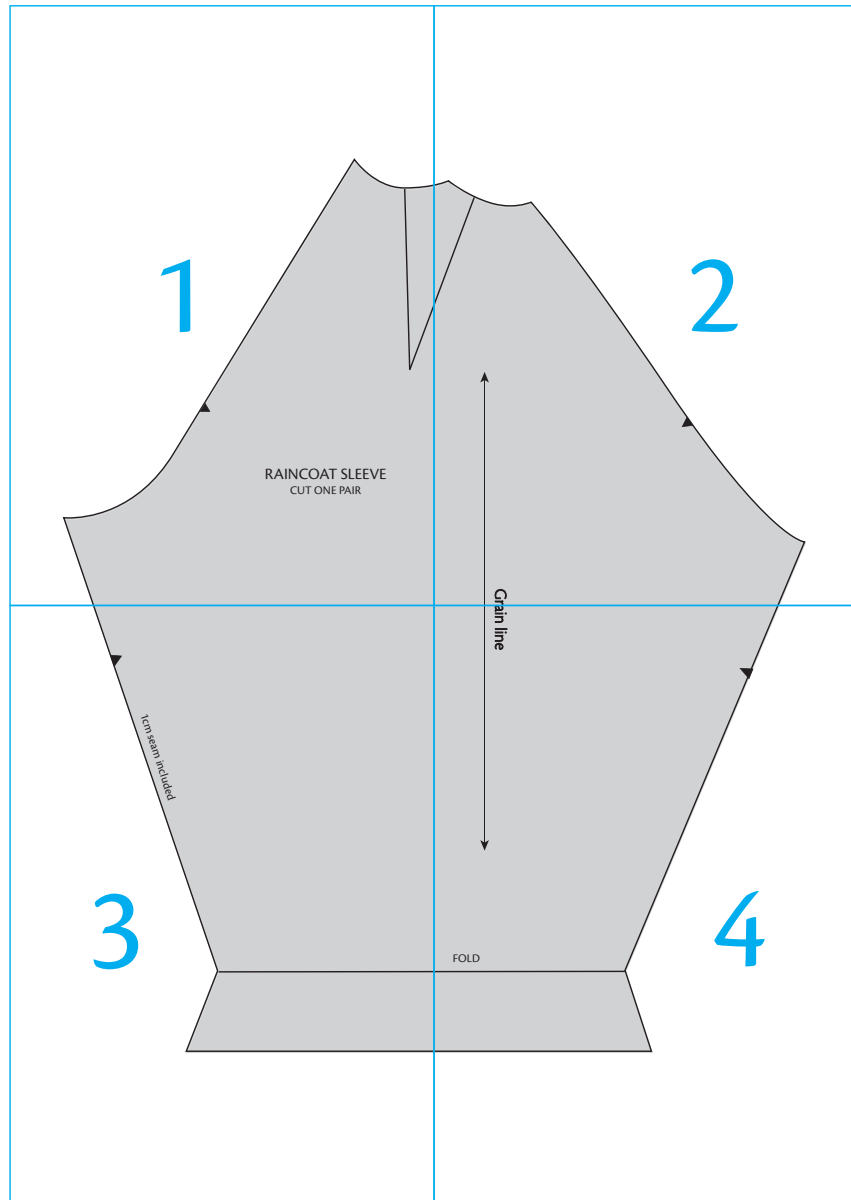 1
2
RAINCOAT SLEEVE
CUT ONE PAIR
Grain line
1cm seam included
3
4
FOLD